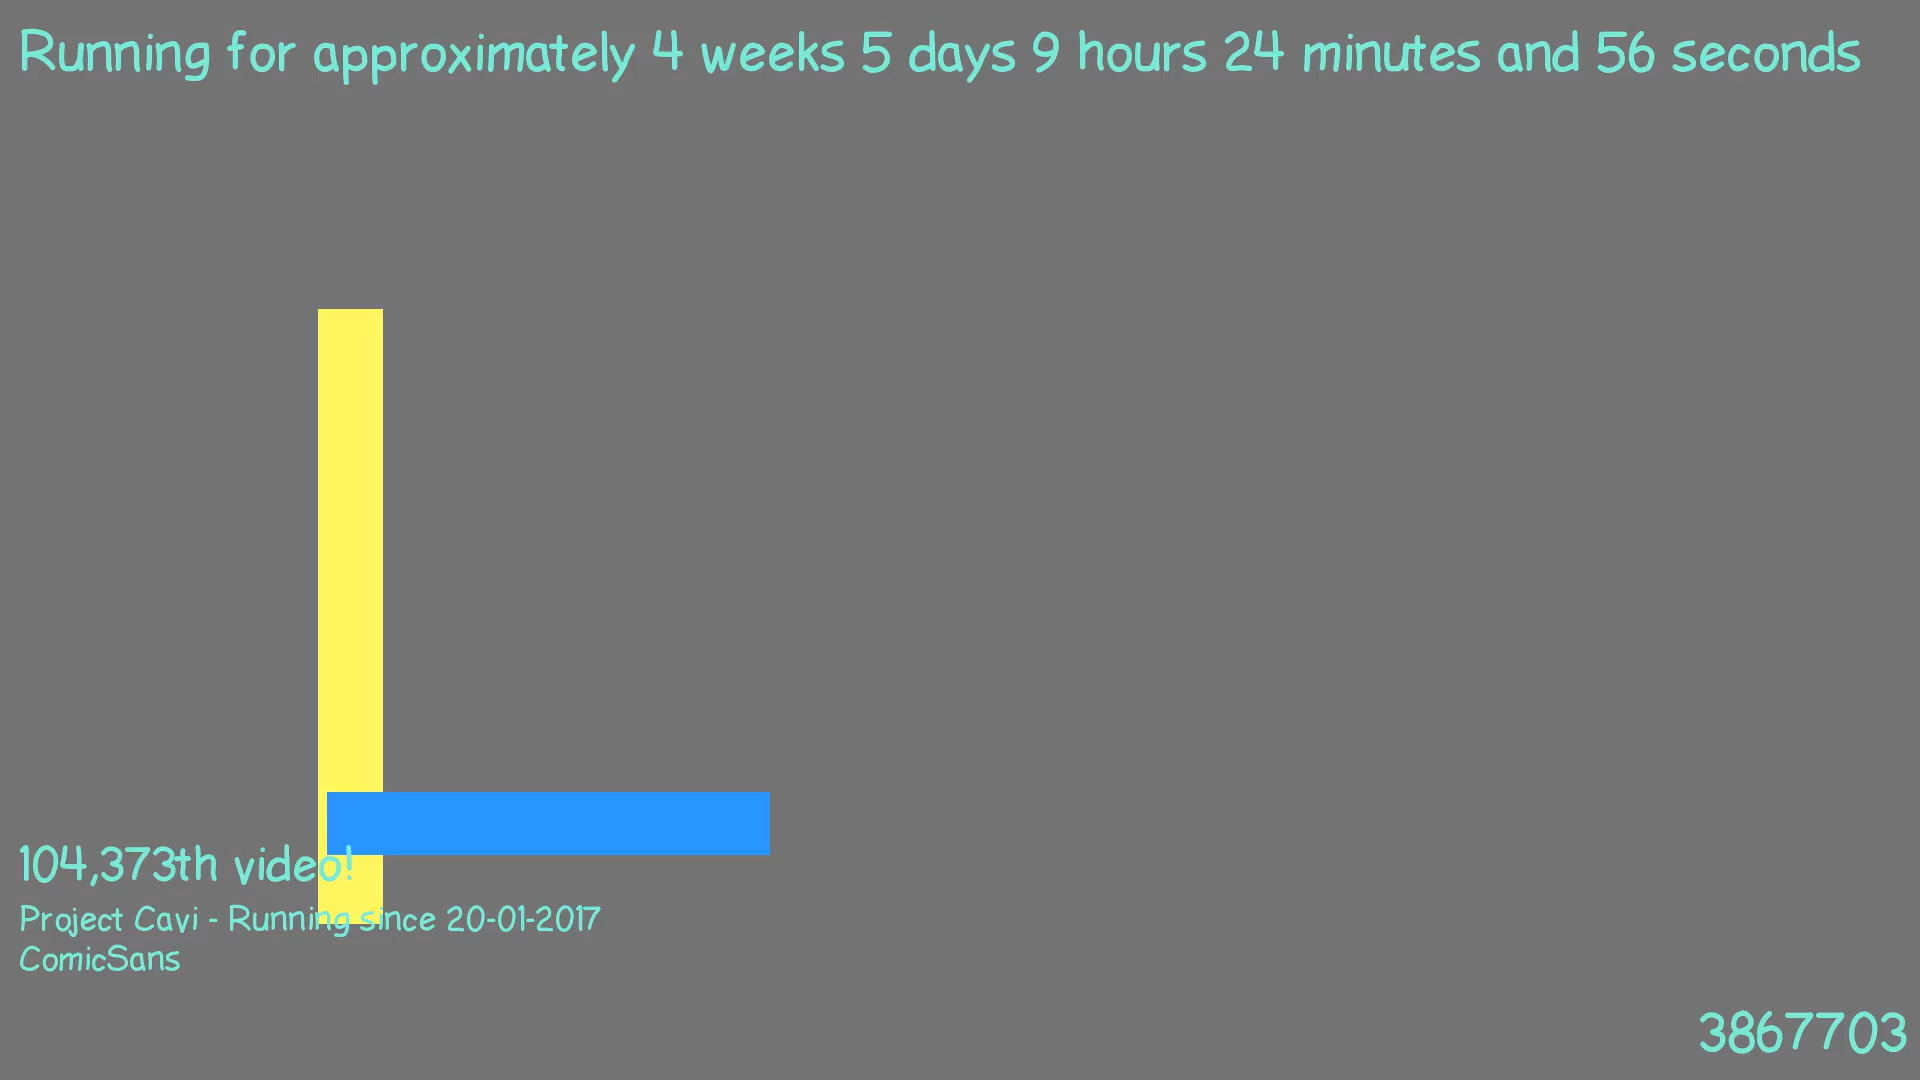 Running for approximately 4 weeks 5 days 9 hours 24 minutes and 56 seconds
104,373th video!
Project Cavi - Running since 20-01-2017
ComicSans
3867703